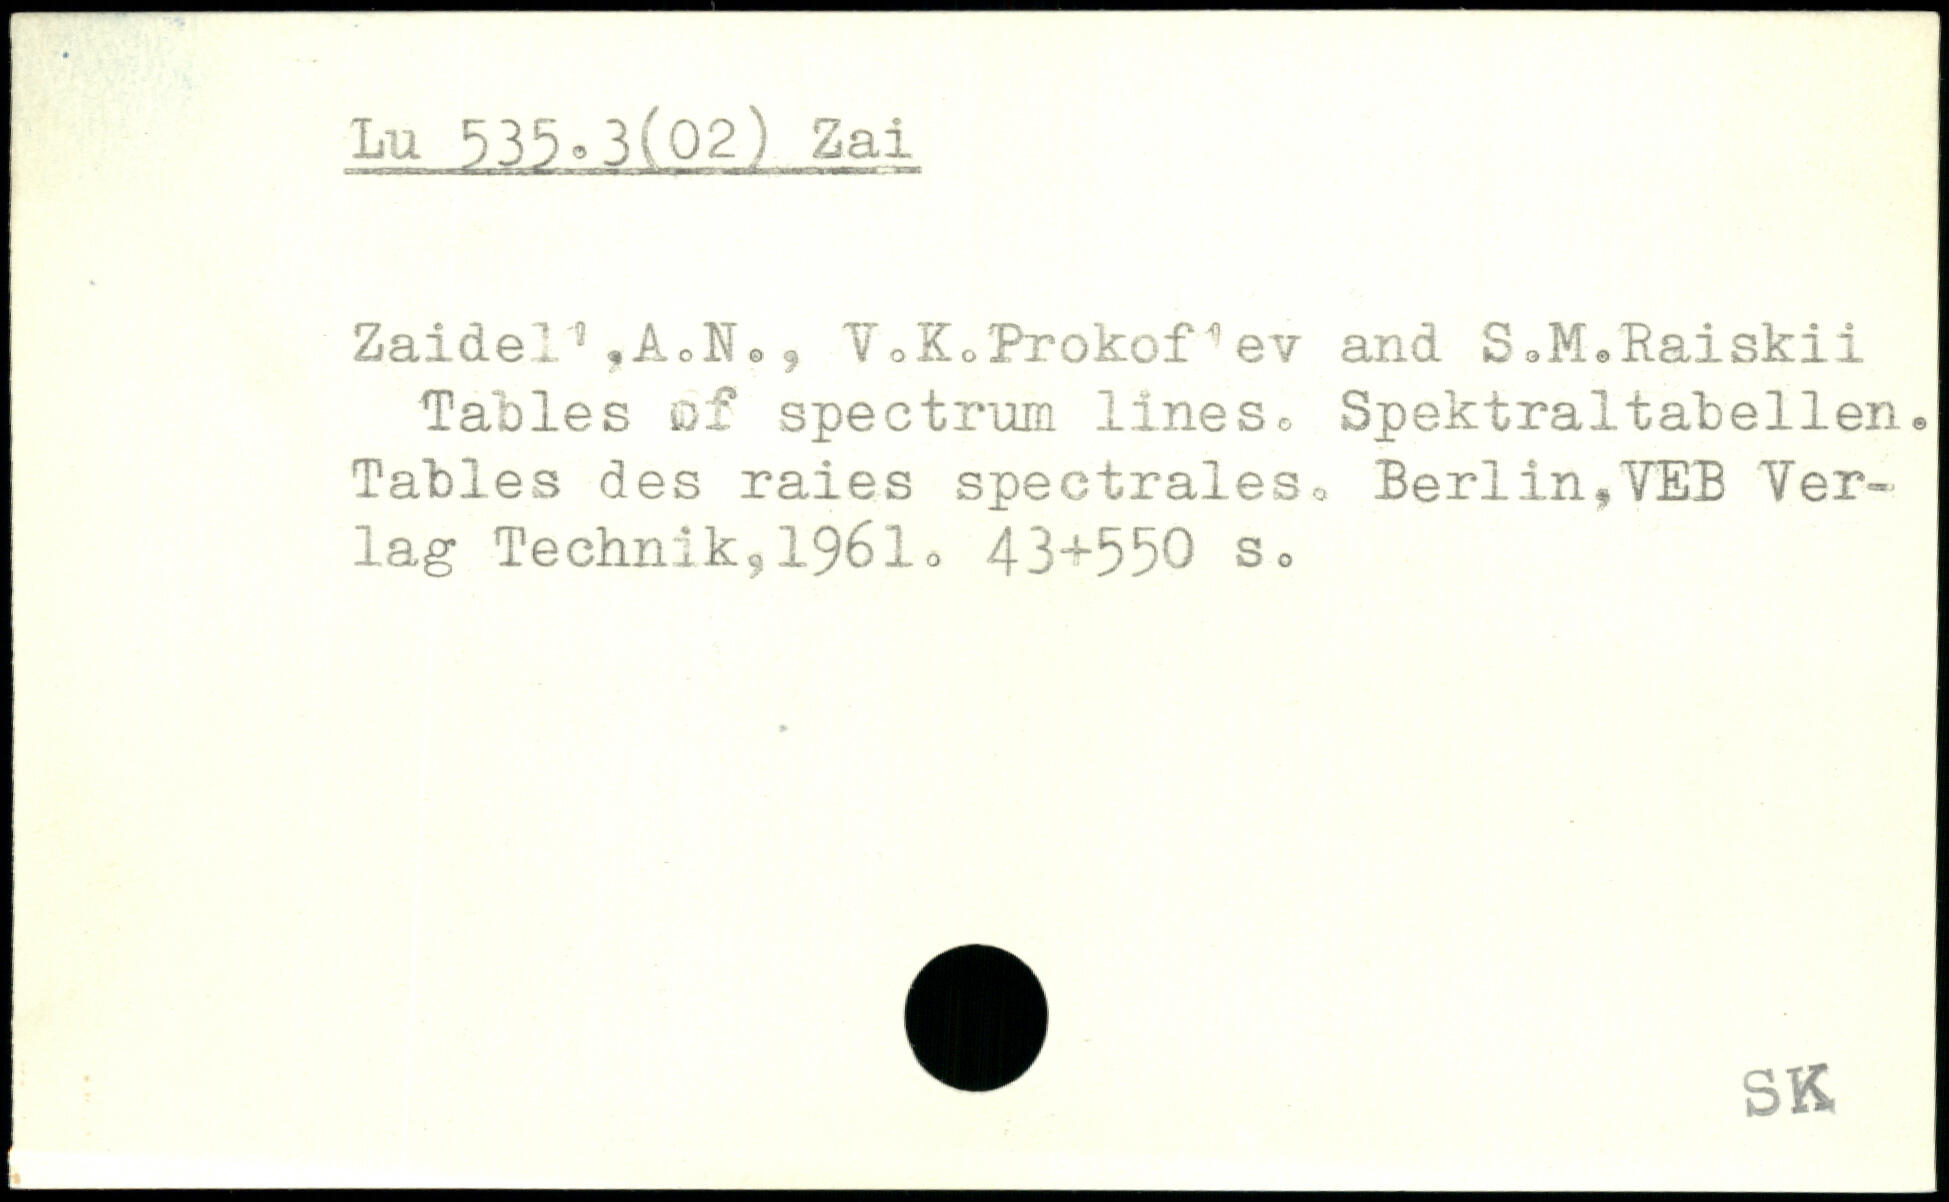 Lu 535.3(02) Zai
Zaidel',A.N., V.K.Prokof'ev and S.M.Raiskii
Tables of spectrum lines. Spektraltabellen.
Tables des raies spectrales. Berlin,VEB Ver-
lag Technik,1961. 43+550 s.
SK